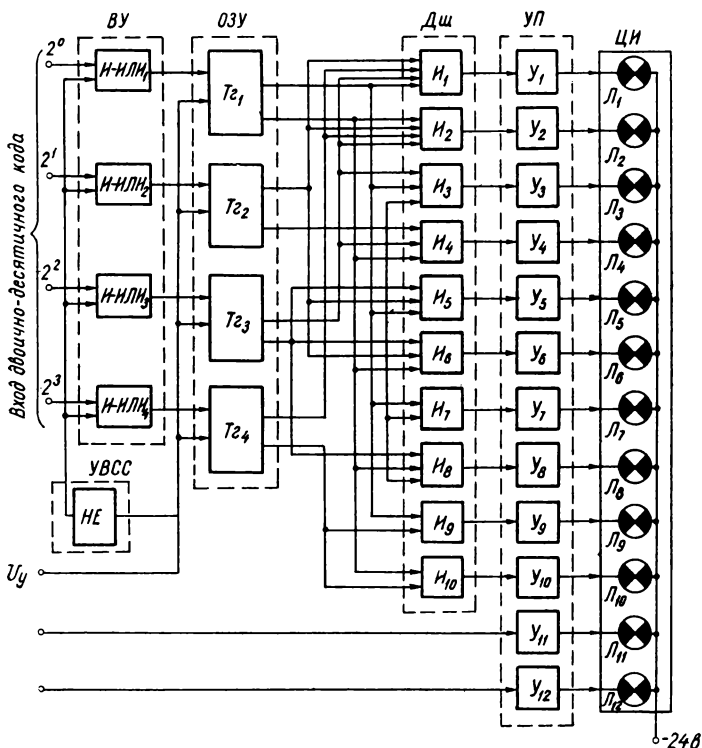 ВУ
ОЗУ
Дш
УП
ЦИ
Вход двоично-десятичного кода
2⁰
2¹
2²
2³
И-ИЛИ₁
И-ИЛИ₂
И-ИЛИ₃
И-ИЛИ₄
УВСС
НЕ
Uу
Тг₁
Тг₂
Тг₃
Тг₄
И₁
И₂
И₃
И₄
И₅
И₆
И₇
И₈
И₉
И₁₀
У₁
У₂
У₃
У₄
У₅
У₆
У₇
У₈
У₉
У₁₀
У₁₁
У₁₂
Л₁
Л₂
Л₃
Л₄
Л₅
Л₆
Л₇
Л₈
Л₉
Л₁₀
Л₁₁
Л₁₂
-24в